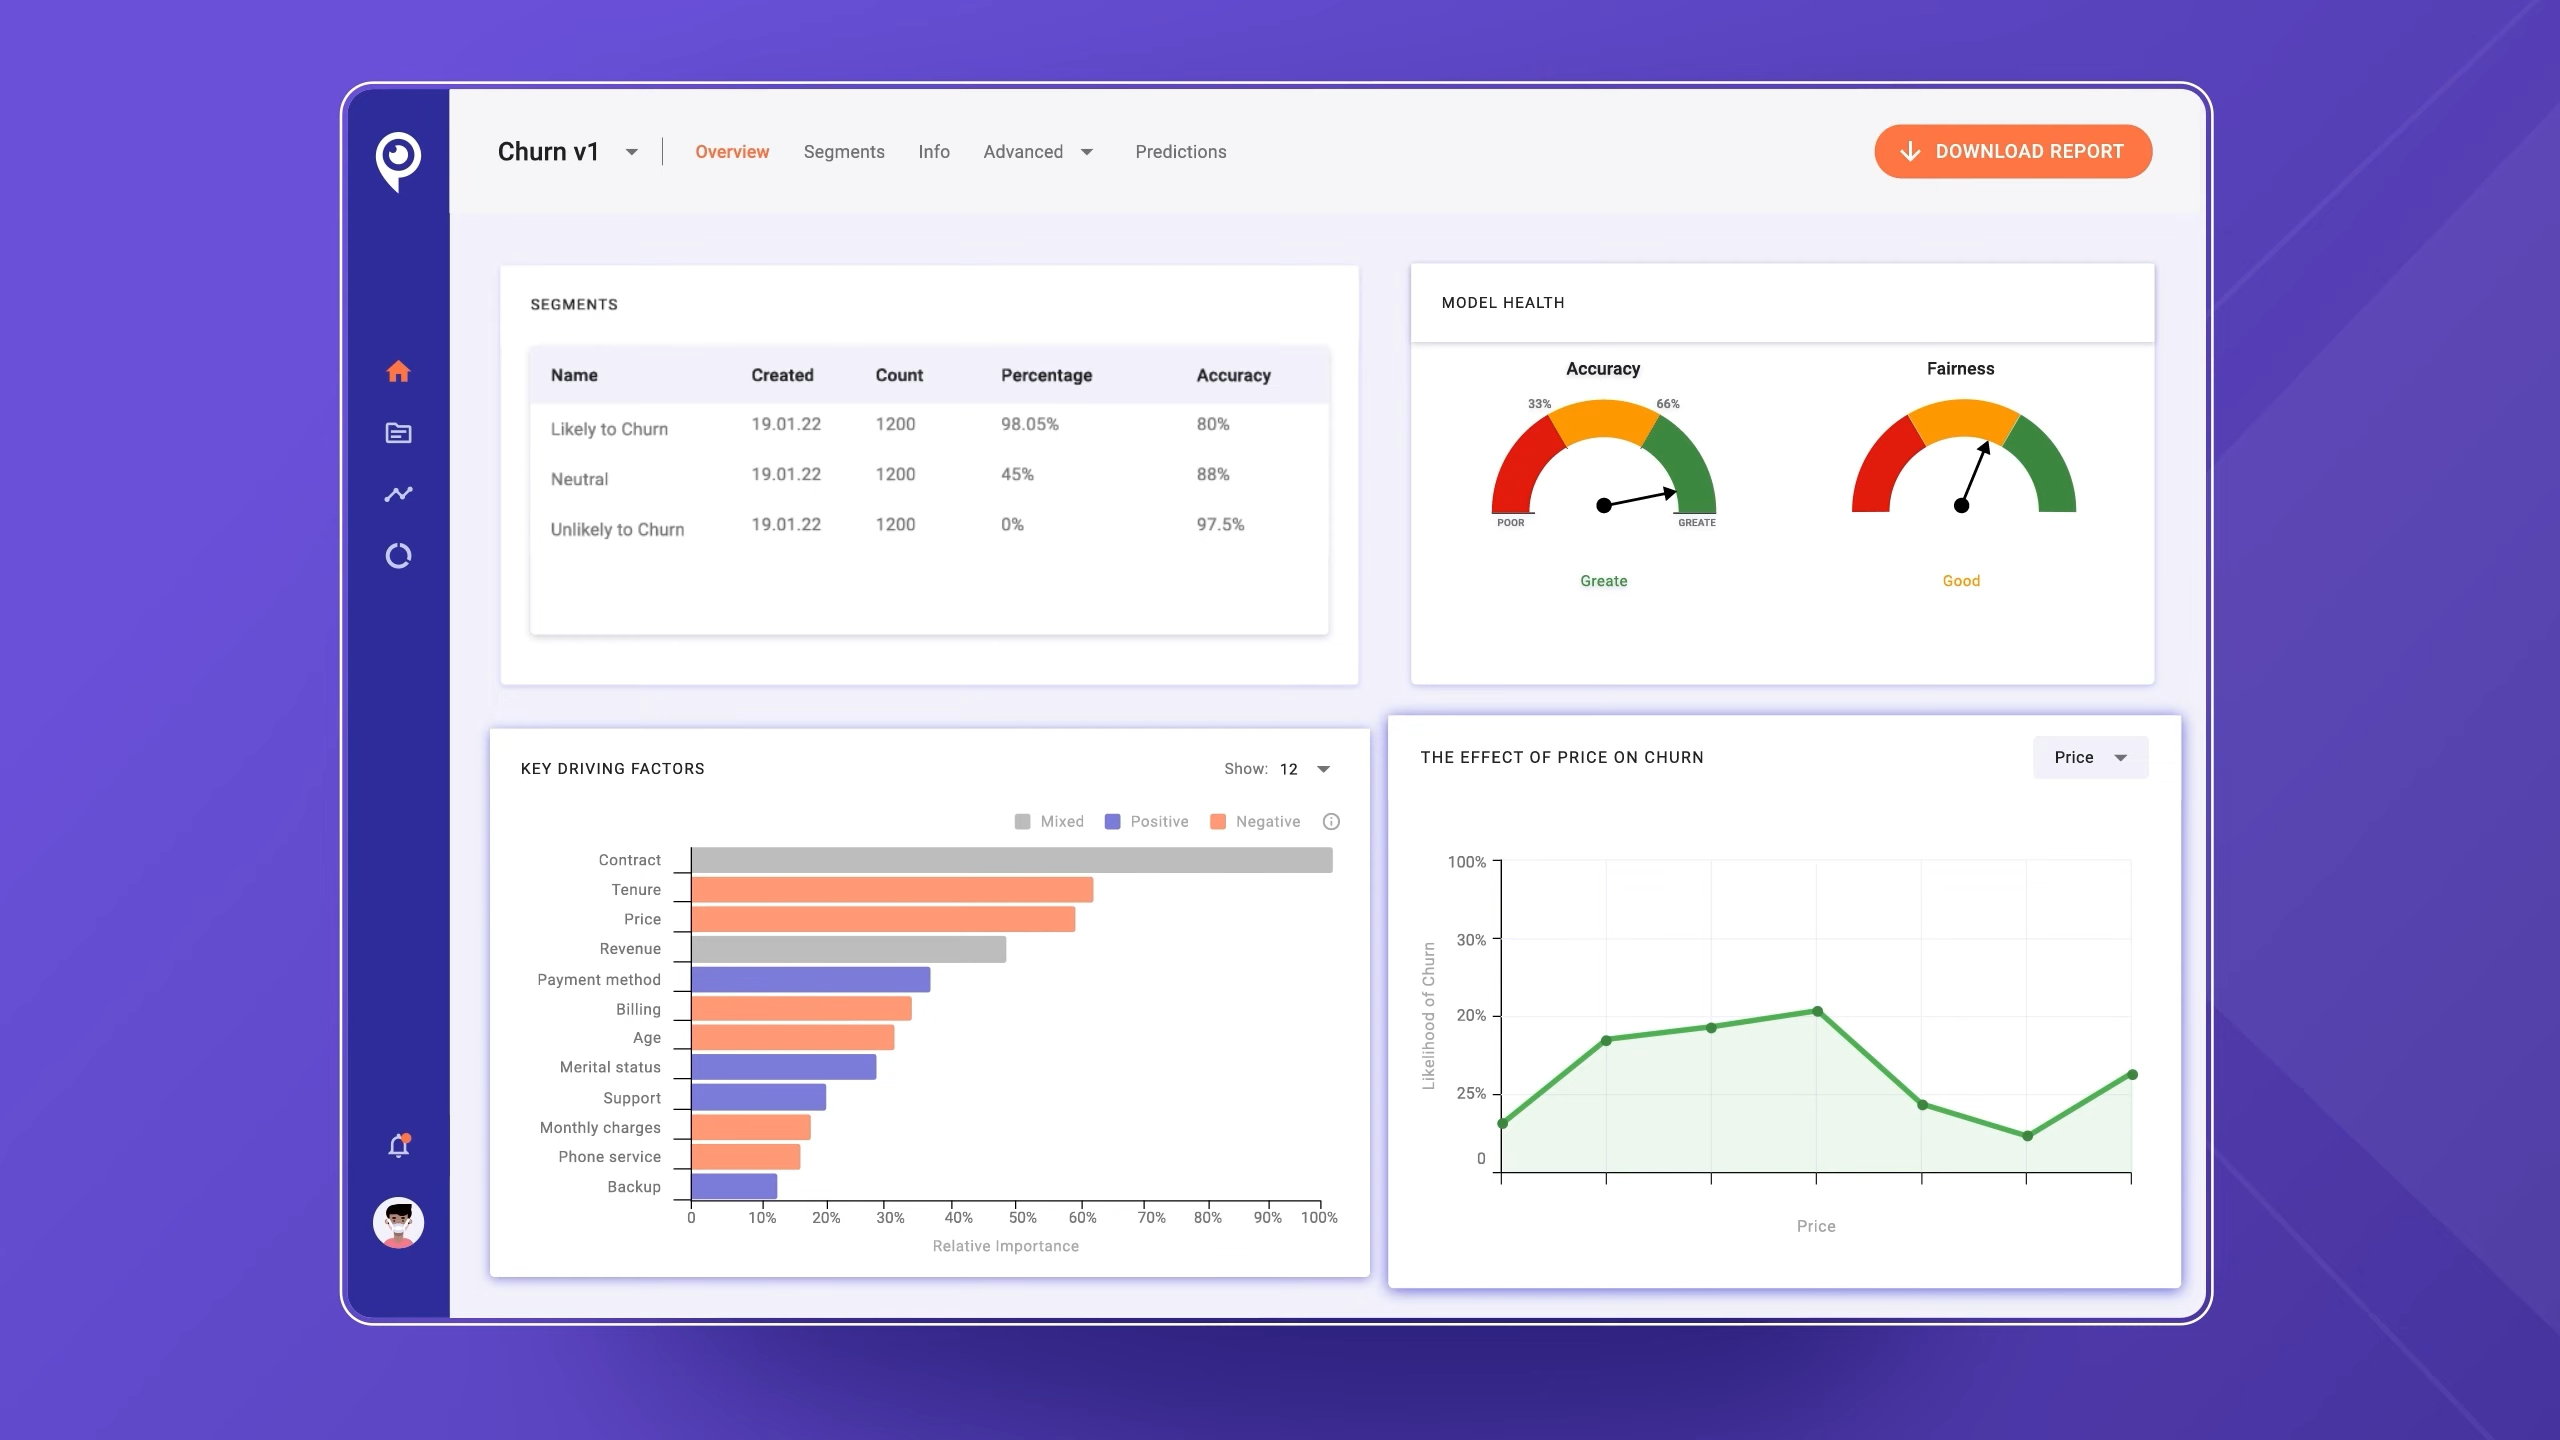 Churn v1 Overview Segments Info Advanced Predictions DOWNLOAD REPORT
SEGMENTS
Name Created Count Percentage Accuracy
Likely to Churn 19.01.22 1200 98.05% 80%
Neutral 19.01.22 1200 45% 88%
Unlikely to Churn 19.01.22 1200 0% 97.5%
MODEL HEALTH
Accuracy
33% 66%
POOR GREATE
Greate
Fairness
Good
KEY DRIVING FACTORS Show: 12
Mixed Positive Negative
Contract
Tenure
Price
Revenue
Payment method
Billing
Age
Merital status
Support
Monthly charges
Phone service
Backup
0 10% 20% 30% 40% 50% 60% 70% 80% 90% 100%
Relative Importance
THE EFFECT OF PRICE ON CHURN Price
Likelihood of Churn
100%
30%
20%
25%
0
Price